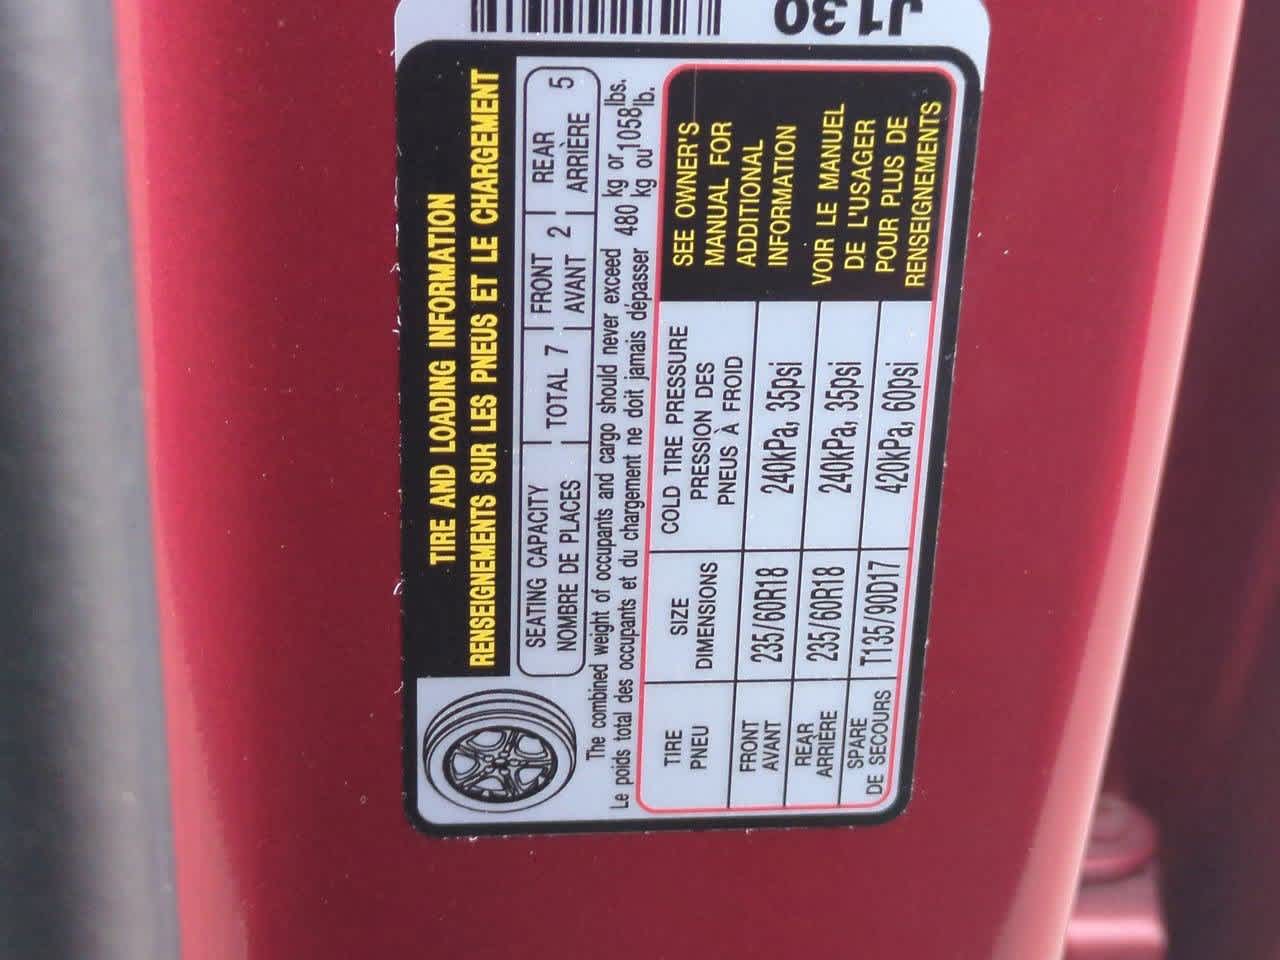 J130
TIRE AND LOADING INFORMATION
RENSEIGNEMENTS SUR LES PNEUS ET LE CHARGEMENT
SEATING CAPACITY
NOMBRE DE PLACES
TOTAL 7
FRONT
AVANT
2
REAR
ARRIÈRE
5
The combined weight of occupants and cargo should never exceed 480 kg or 1058 lbs.
Le poids total des occupants et du chargement ne doit jamais dépasser 480 kg ou 1058 lb.
TIRE
PNEU
SIZE
DIMENSIONS
COLD TIRE PRESSURE
PRESSION DES
PNEUS À FROID
FRONT
AVANT
235/60R18
240kPa, 35psi
REAR
ARRIÈRE
235/60R18
240kPa, 35psi
SPARE
DE SECOURS
T135/90D17
420kPa, 60psi
SEE OWNER'S
MANUAL FOR
ADDITIONAL
INFORMATION
VOIR LE MANUEL
DE L'USAGER
POUR PLUS DE
RENSEIGNEMENTS